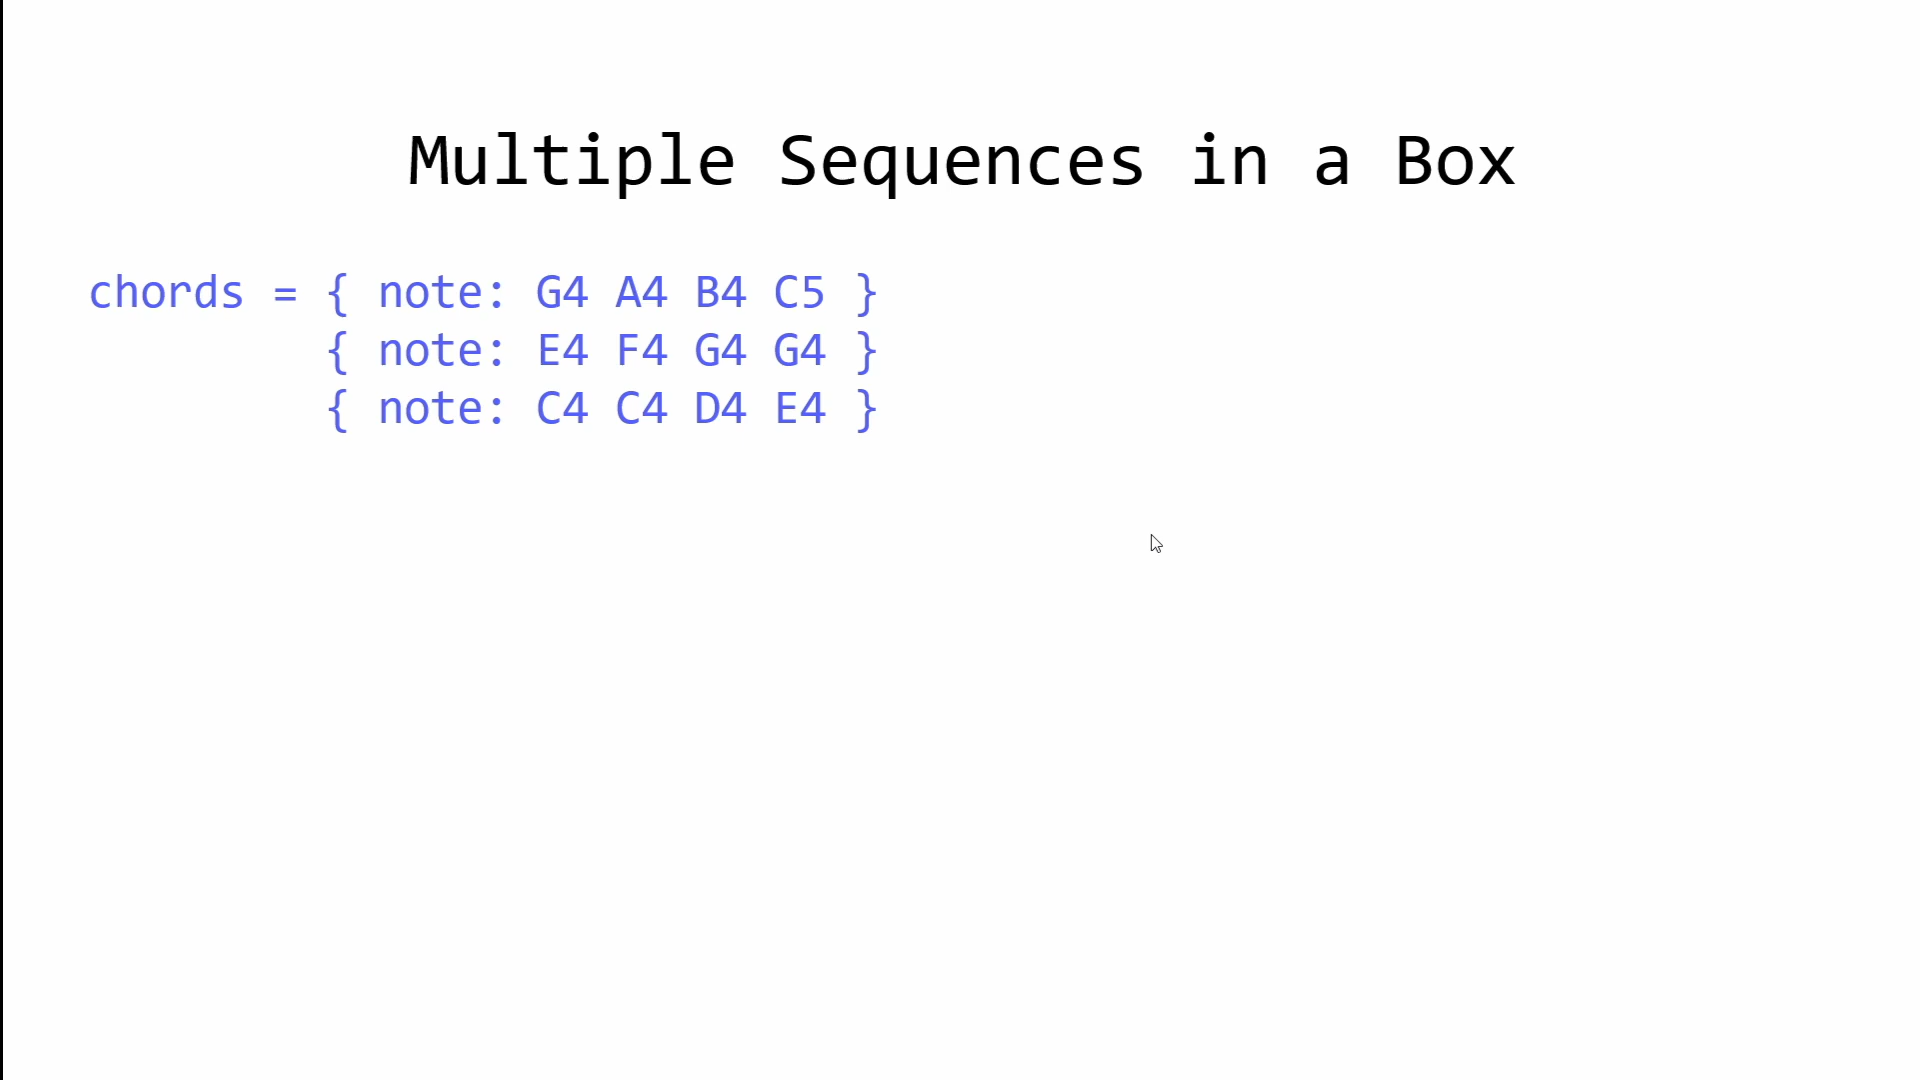 Multiple Sequences in a Box
chords = { note: G4 A4 B4 C5 }
{ note: E4 F4 G4 G4 }
{ note: C4 C4 D4 E4 }